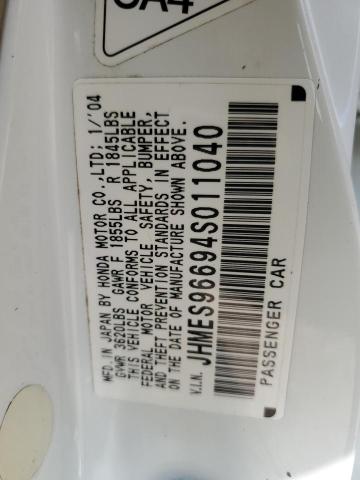 CA4
MFD.IN JAPAN BY HONDA MOTOR CO.,LTD; 1/'04
GVWR 3620LBS GAWR F 1855LBS R 1845LBS
THIS VEHICLE CONFORMS TO ALL APPLICABLE
FEDERAL MOTOR VEHICLE SAFETY, BUMPER,
AND THEFT PREVENTION STANDARDS IN EFFECT
ON THE DATE OF MANUFACTURE SHOWN ABOVE.
V.I.N. JHMES96694S011040
PASSENGER CAR